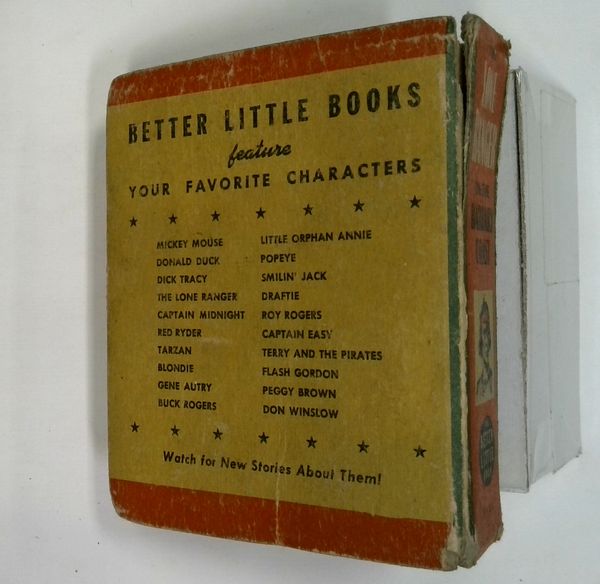 BETTER LITTLE BOOKS
feature
YOUR FAVORITE CHARACTERS
MICKEY MOUSE
DONALD DUCK
DICK TRACY
THE LONE RANGER
CAPTAIN MIDNIGHT
RED RYDER
TARZAN
BLONDIE
GENE AUTRY
BUCK ROGERS
LITTLE ORPHAN ANNIE
POPEYE
SMILIN' JACK
DRAFTIE
ROY ROGERS
CAPTAIN EASY
TERRY AND THE PIRATES
FLASH GORDON
PEGGY BROWN
DON WINSLOW
Watch for New Stories About Them!